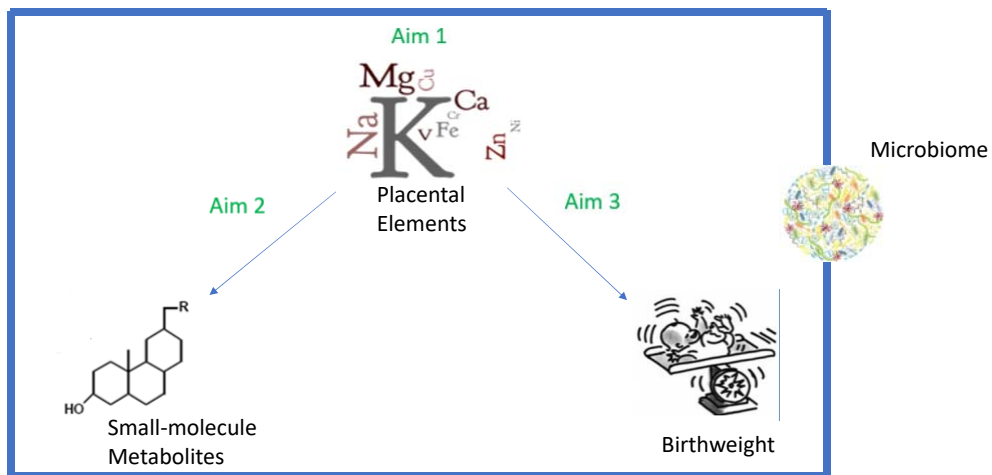 Aim 1
Mg Cu
Ca
Na K V Fe Cr Zn Ni
Placental
Elements
Microbiome
Aim 2
Aim 3
R
HO
Small-molecule
Metabolites
Birthweight